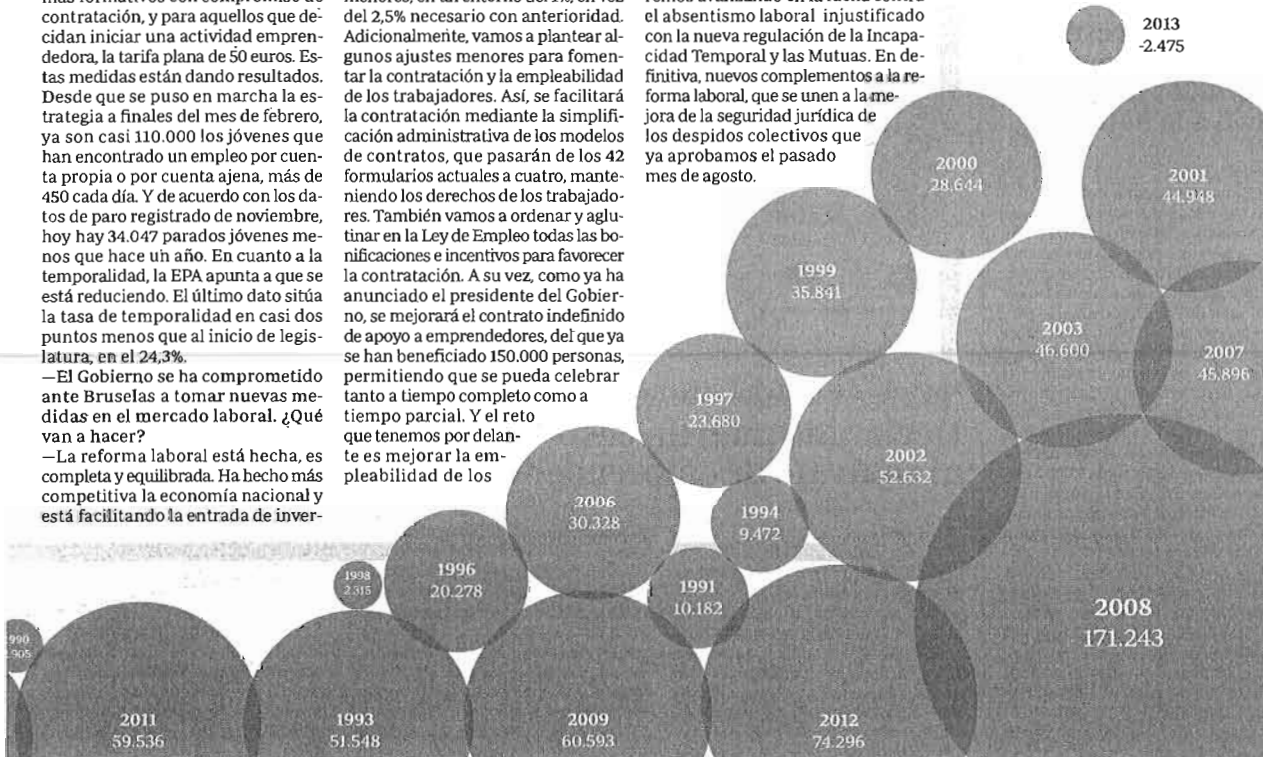 contratación, y para aquellos que de-
cidan iniciar una actividad empren-
dedora, la tarifa plana de 50 euros. Es-
tas medidas están dando resultados.
Desde que se puso en marcha la es-
trategia a finales del mes de febrero,
ya son casi 110.000 los jóvenes que
han encontrado un empleo por cuen-
ta propia o por cuenta ajena, más de
450 cada día. Y de acuerdo con los da-
tos de paro registrado de noviembre,
hoy hay 34.047 parados jóvenes me-
nos que hace un año. En cuanto a la
temporalidad, la EPA apunta a que se
está reduciendo. El último dato sitúa
la tasa de temporalidad en casi dos
puntos menos que al inicio de legis-
latura, en el 24,3%.
—El Gobierno se ha comprometido
ante Bruselas a tomar nuevas me-
didas en el mercado laboral. ¿Qué
van a hacer?
—La reforma laboral está hecha, es
completa y equilibrada. Ha hecho más
competitiva la economía nacional y
está facilitando la entrada de inver-
del 2,5% necesario con anterioridad.
Adicionalmente, vamos a plantear al-
gunos ajustes menores para fomen-
tar la contratación y la empleabilidad
de los trabajadores. Así, se facilitará
la contratación mediante la simplifi-
cación administrativa de los modelos
de contratos, que pasarán de los 42
formularios actuales a cuatro, mante-
niendo los derechos de los trabajado-
res. También vamos a ordenar y aglu-
tinar en la Ley de Empleo todas las bo-
nificaciones e incentivos para favorecer
la contratación. A su vez, como ya ha
anunciado el presidente del Gobier-
no, se mejorará el contrato indefinido
de apoyo a emprendedores, del que ya
se han beneficiado 150.000 personas,
permitiendo que se pueda celebrar
tanto a tiempo completo como a
tiempo parcial. Y el reto
que tenemos por delan-
te es mejorar la em-
pleabilidad de los
el absentismo laboral injustificado
con la nueva regulación de la Incapa-
cidad Temporal y las Mutuas. En de-
finitiva, nuevos complementos a la re-
forma laboral, que se unen a la me-
jora de la seguridad jurídica de
los despidos colectivos que
ya aprobamos el pasado
mes de agosto.
2013
-2.475
2000
28.644
2001
44.948
1999
35.841
2003
46.600
2007
45.896
1997
23.680
2002
52.632
2006
30.328
1994
9.472
1998
2.315
1996
20.278
1991
10.182
2008
171.243
2011
59.536
1993
51.548
2009
60.593
2012
74.296